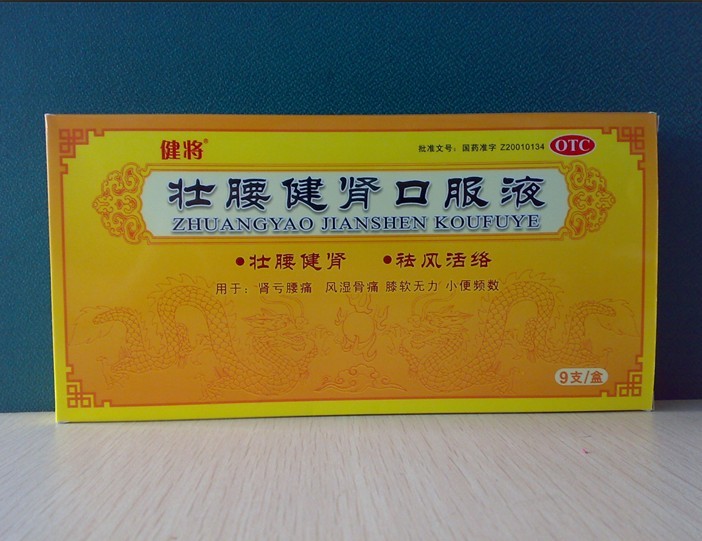 健将®
批准文号：国药准字 Z20010134 OTC
壮腰健肾口服液
ZHUANGYAO JIANSHEN KOUFUYE
•壮腰健肾 •祛风活络
用于：肾亏腰痛 风湿骨痛 膝软无力 小便频数
9支/盒